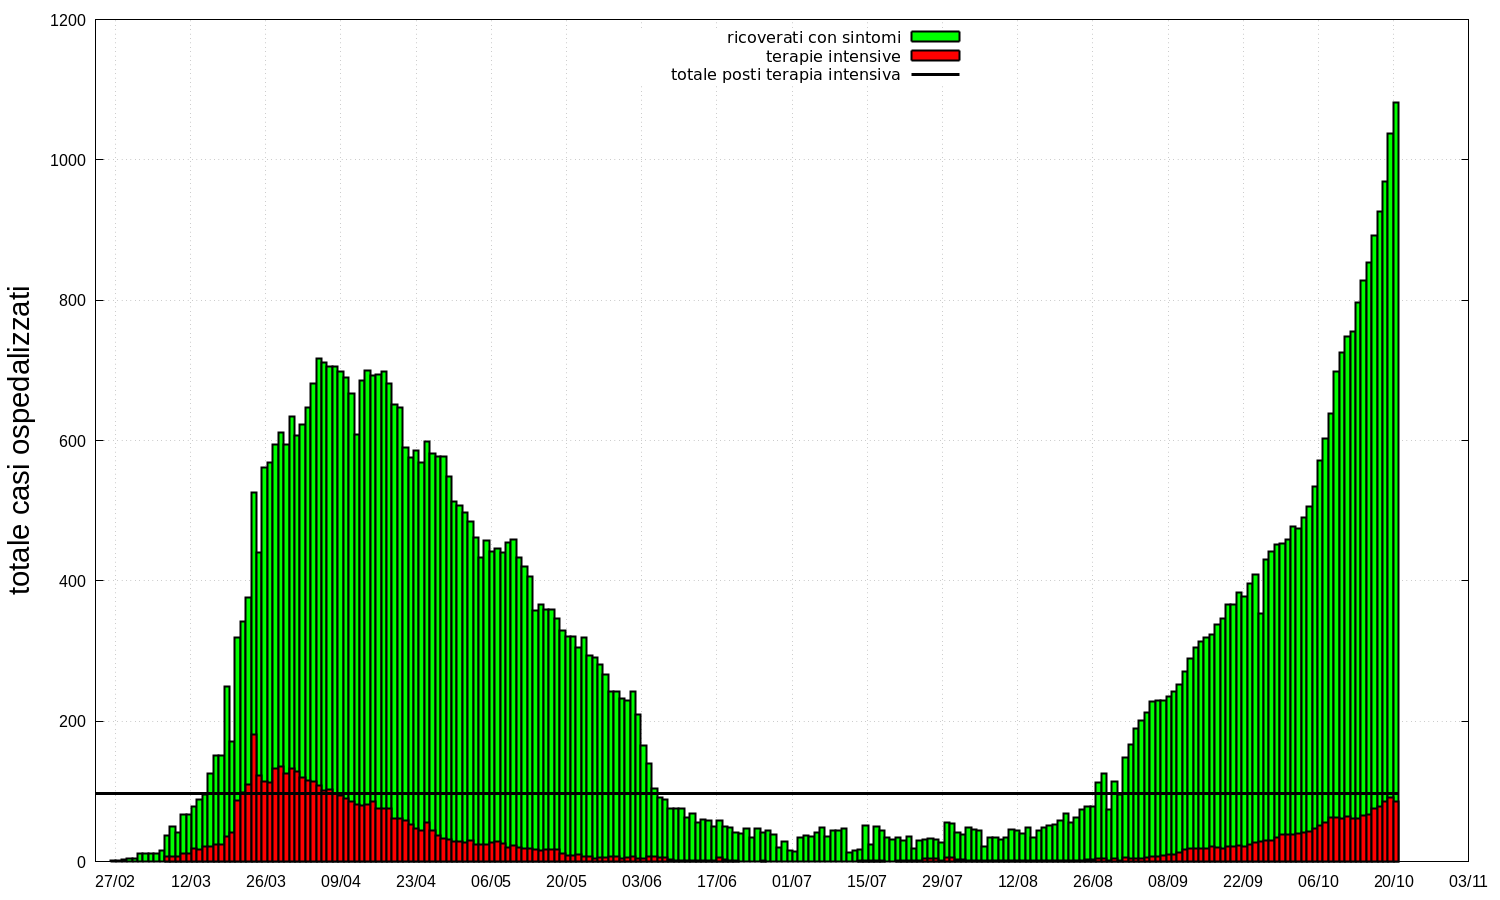 ricoverati con sintomi
terapie intensive
totale posti terapia intensiva
totale casi ospedalizzati
1200
1000
800
600
400
200
0
27/02 12/03 26/03 09/04 23/04 06/05 20/05 03/06 17/06 01/07 15/07 29/07 12/08 26/08 08/09 22/09 06/10 20/10 03/11